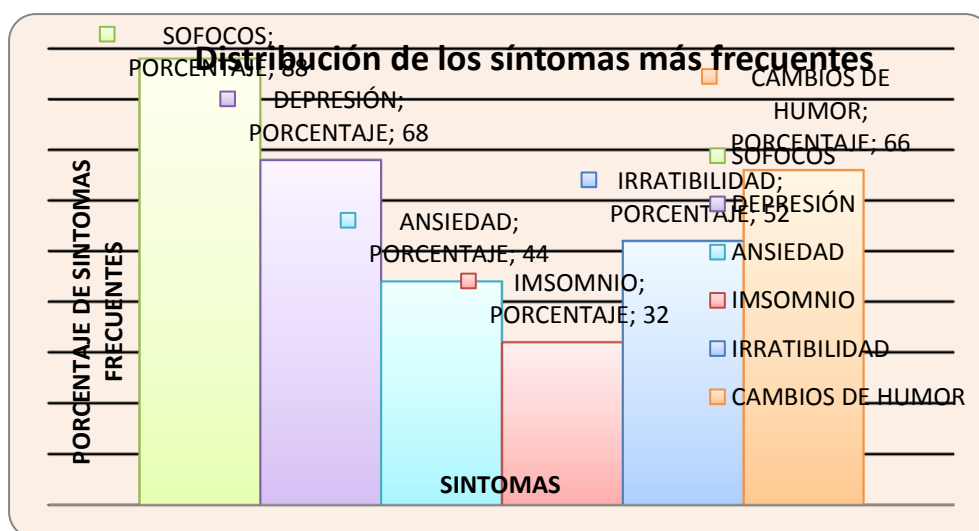 Distribución de los síntomas más frecuentes
SOFOCOS;
PORCENTAJE; 88
DEPRESIÓN;
PORCENTAJE; 68
ANSIEDAD;
PORCENTAJE; 44
IMSOMNIO;
PORCENTAJE; 32
IRRATIBILIDAD;
PORCENTAJE; 52
CAMBIOS DE
HUMOR;
PORCENTAJE; 66
PORCENTAJE DE SINTOMAS
FRECUENTES
SINTOMAS
SOFOCOS
DEPRESIÓN
ANSIEDAD
IMSOMNIO
IRRATIBILIDAD
CAMBIOS DE HUMOR